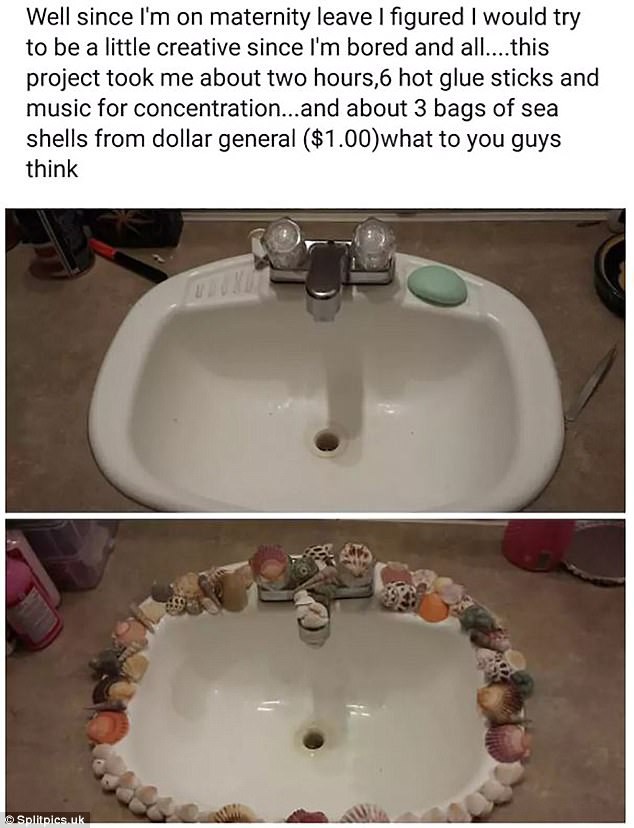 Well since I'm on maternity leave I figured I would try
to be a little creative since I'm bored and all....this
project took me about two hours,6 hot glue sticks and
music for concentration...and about 3 bags of sea
shells from dollar general ($1.00)what to you guys
think
© Splitpics.uk